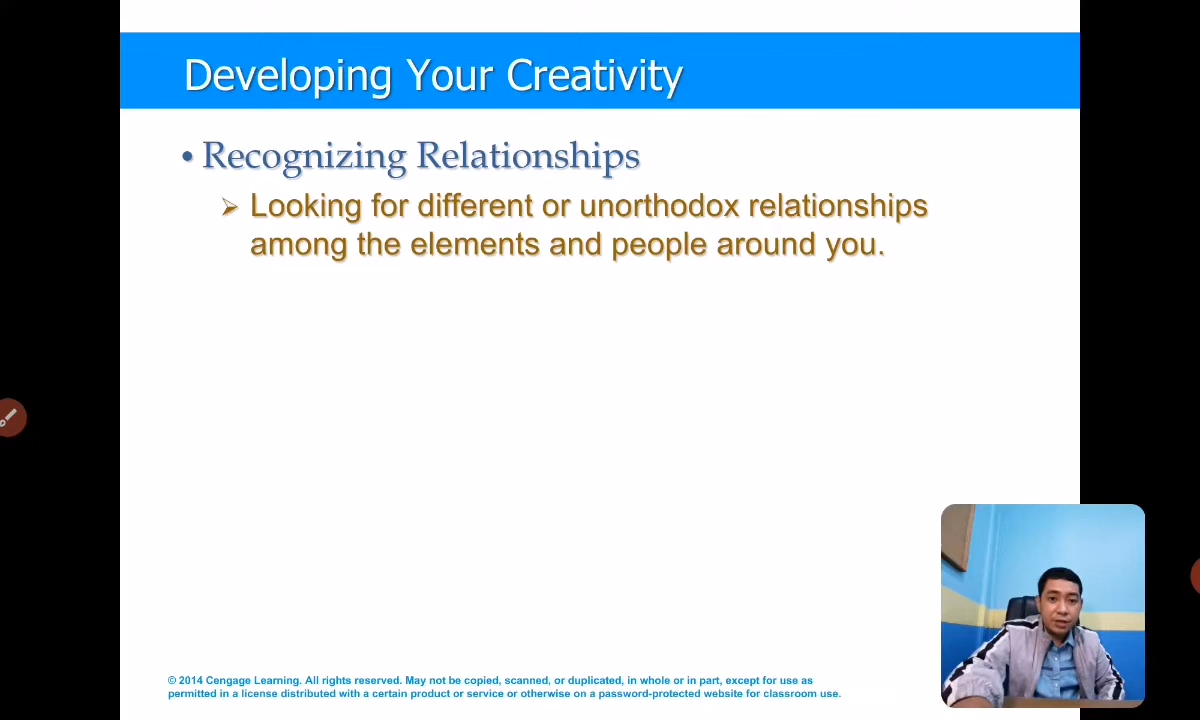 Developing Your Creativity
• Recognizing Relationships
➢ Looking for different or unorthodox relationships
among the elements and people around you.
© 2014 Cengage Learning. All rights reserved. May not be copied, scanned, or duplicated, in whole or in part, except for use as
permitted in a license distributed with a certain product or service or otherwise on a password-protected website for classroom use.